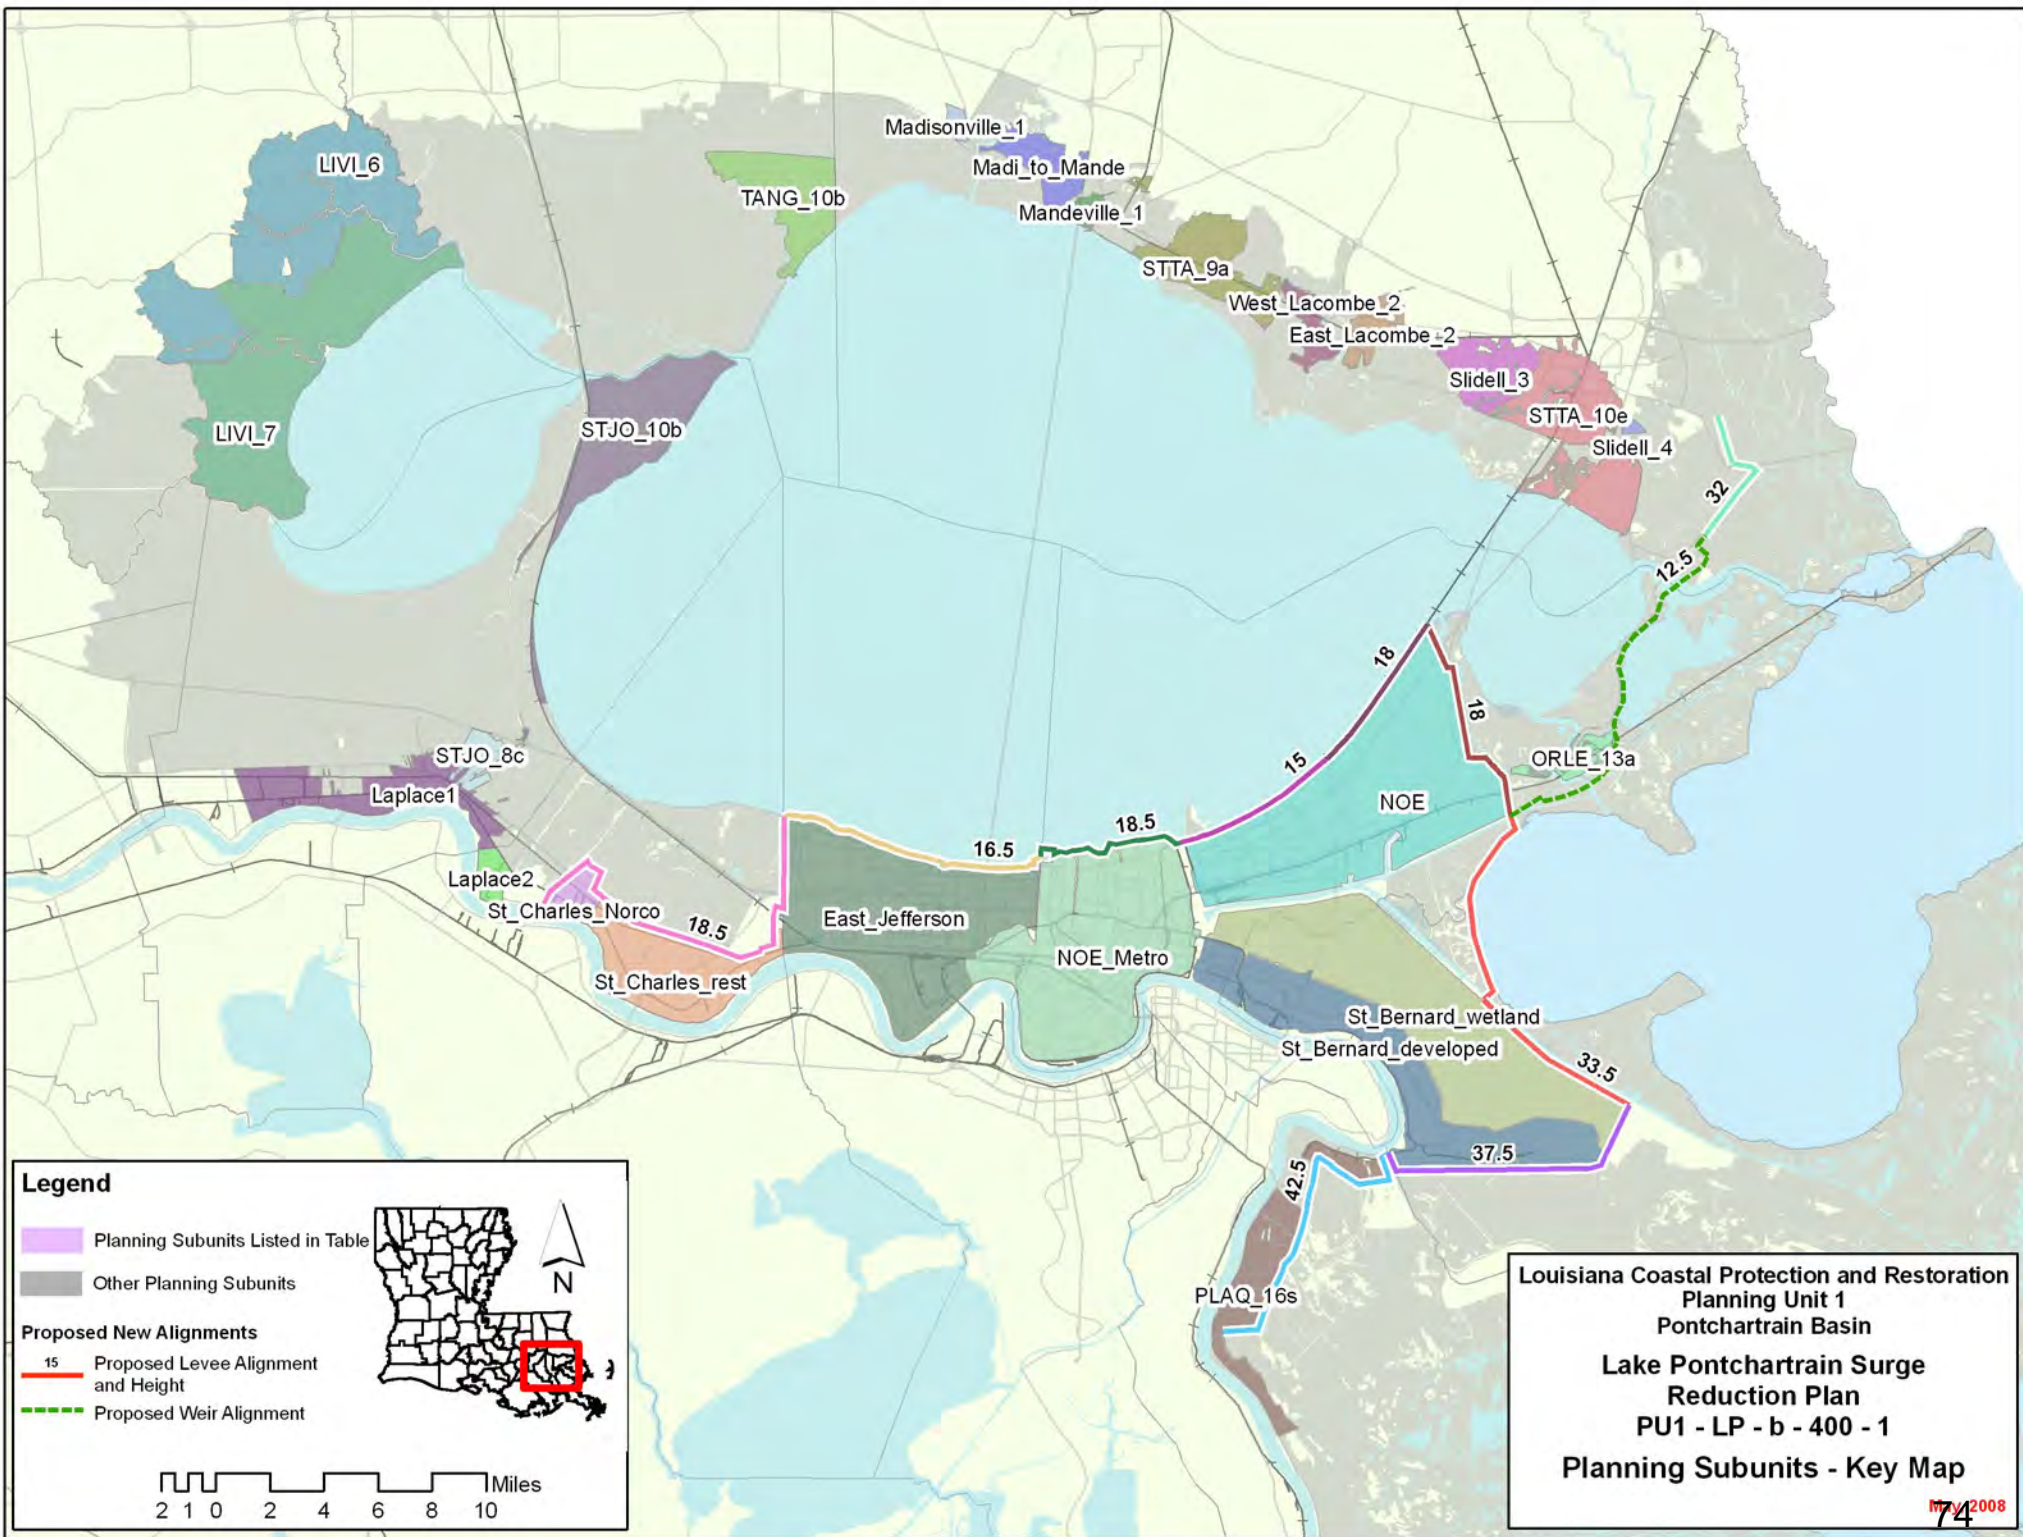 Madisonville_1
LIVI_6
Madi_to_Mande
TANG_10b
Mandeville_1
STTA_9a
West_Lacombe_2
East_Lacombe_2
Slidell_3
STTA_10e
LIVI_7
STJO_10b
Slidell_4
32
12.5
18
18
STJO_8c
ORLE_13a
15
Laplace1
NOE
18.5
16.5
Laplace2
St_Charles_Norco
18.5
East_Jefferson
NOE_Metro
St_Charles_rest
St_Bernard_wetland
St_Bernard_developed
33.5
37.5
42.5
PLAQ_16s
Legend
Planning Subunits Listed in Table
Other Planning Subunits
Proposed New Alignments
15 Proposed Levee Alignment
and Height
Proposed Weir Alignment
N
Miles
2 1 0 2 4 6 8 10
Louisiana Coastal Protection and Restoration
Planning Unit 1
Pontchartrain Basin
Lake Pontchartrain Surge
Reduction Plan
PU1 - LP - b - 400 - 1
Planning Subunits - Key Map
May 2008
74